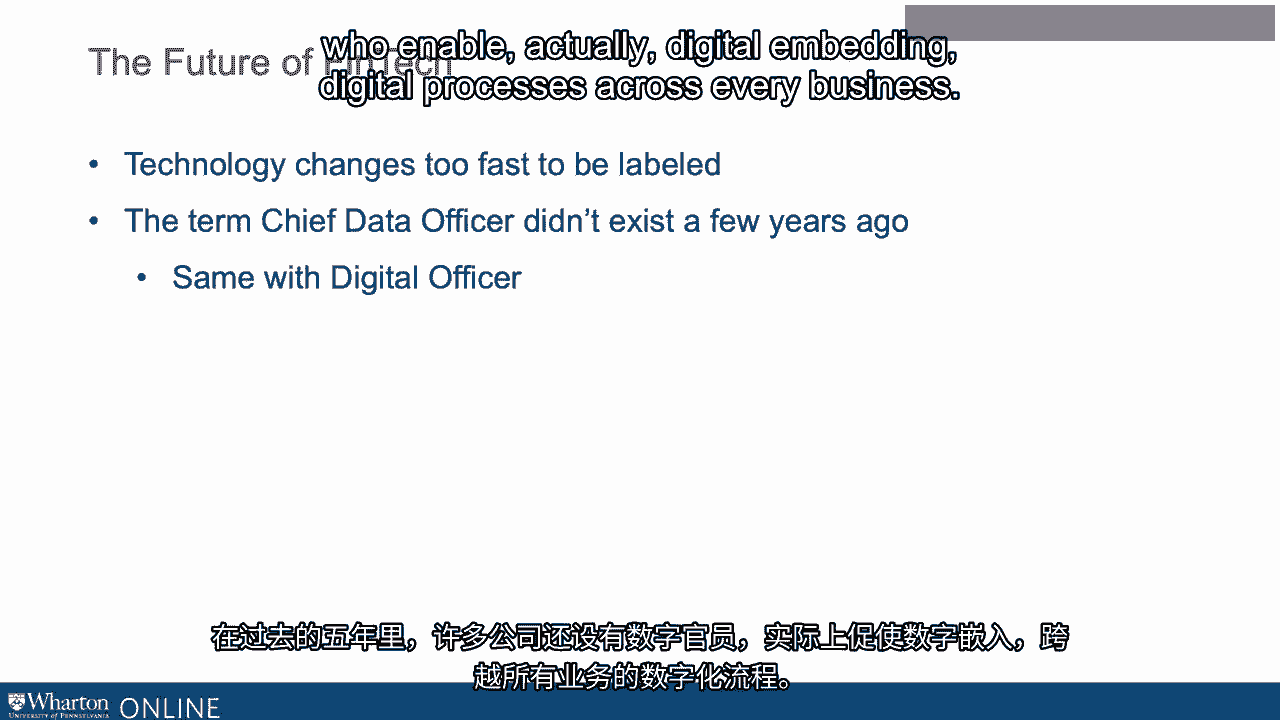 The Future of FinTech
who enable, actually, digital embedding,
digital processes across every business.
• Technology changes too fast to be labeled
• The term Chief Data Officer didn't exist a few years ago
• Same with Digital Officer
在过去的五年里，许多公司还设有数字官员，实际上促使数字嵌入，跨
越所有业务的数字化流程。
Wharton
UNIVERSITY of PENNSYLVANIA
ONLINE